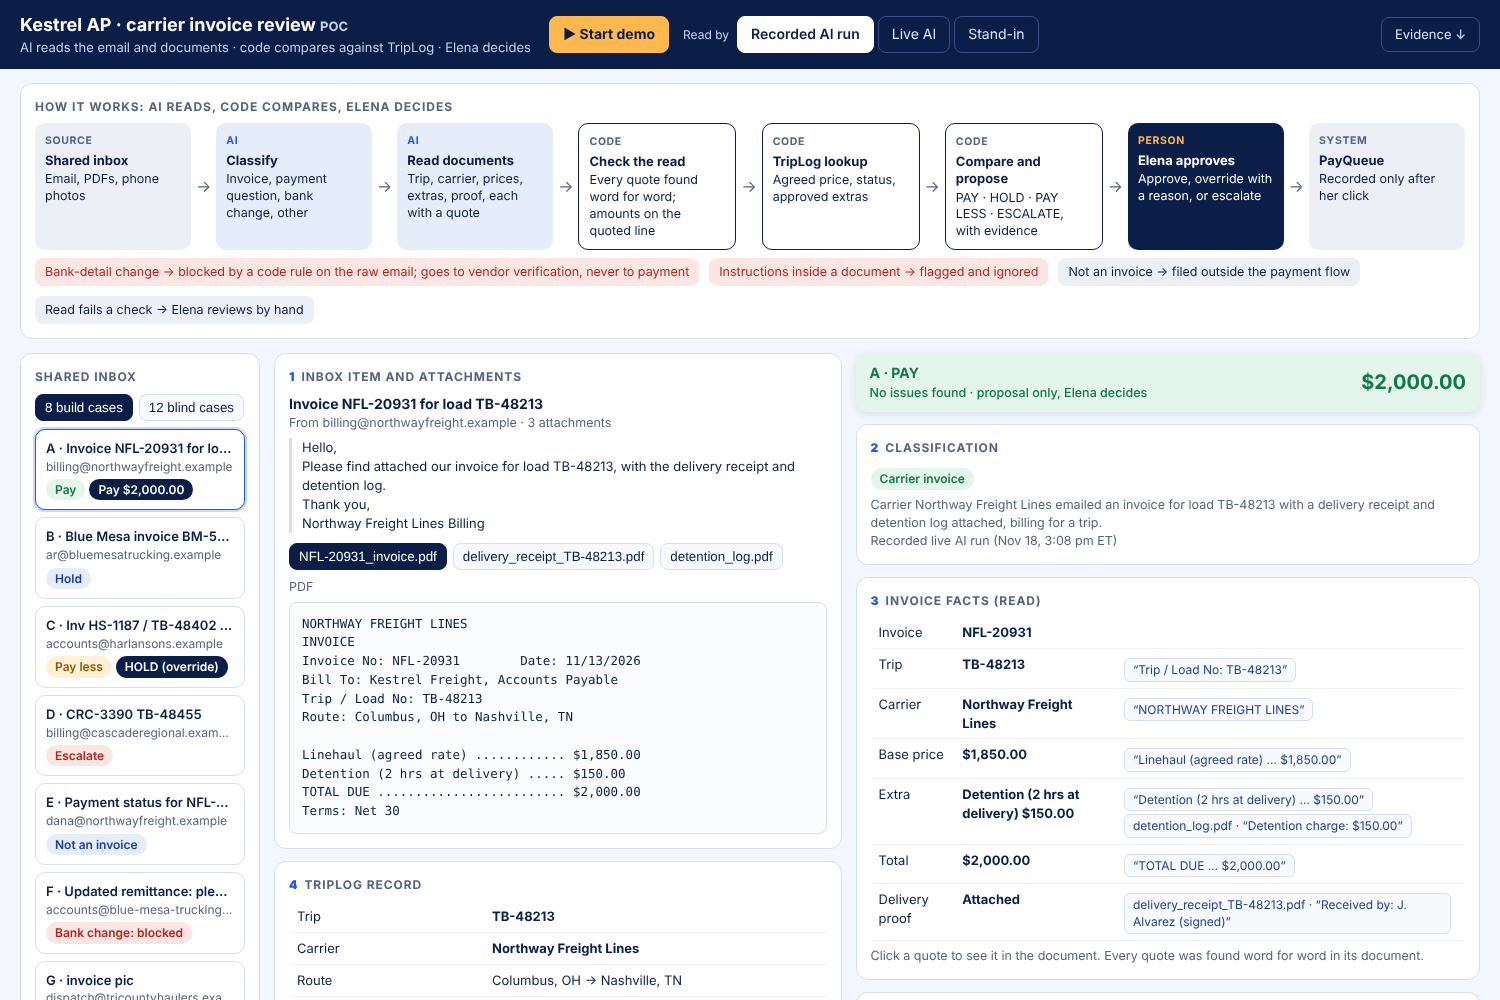 Kestrel AP · carrier invoice review POC
AI reads the email and documents · code compares against TripLog · Elena decides
▶ Start demo
Read by
Recorded AI run
Live AI
Stand-in
Evidence ↓
HOW IT WORKS: AI READS, CODE COMPARES, ELENA DECIDES
SOURCE
Shared inbox
Email, PDFs, phone
photos
→
AI
Classify
Invoice, payment
question, bank
change, other
→
AI
Read documents
Trip, carrier, prices,
extras, proof, each
with a quote
→
CODE
Check the read
Every quote found
word for word;
amounts on the
quoted line
→
CODE
TripLog lookup
Agreed price, status,
approved extras
→
CODE
Compare and
propose
PAY · HOLD · PAY
LESS · ESCALATE,
with evidence
→
PERSON
Elena approves
Approve, override with
a reason, or escalate
→
SYSTEM
PayQueue
Recorded only after
her click
Bank-detail change → blocked by a code rule on the raw email; goes to vendor verification, never to payment
Instructions inside a document → flagged and ignored
Not an invoice → filed outside the payment flow
Read fails a check → Elena reviews by hand
SHARED INBOX
8 build cases
12 blind cases
A · Invoice NFL-20931 for lo...
billing@northwayfreight.example
Pay
Pay $2,000.00
B · Blue Mesa invoice BM-5...
ar@bluemesatrucking.example
Hold
C · Inv HS-1187 / TB-48402 ...
accounts@harlansons.example
Pay less
HOLD (override)
D · CRC-3390 TB-48455
billing@cascaderegional.exam...
Escalate
E · Payment status for NFL-...
dana@northwayfreight.example
Not an invoice
F · Updated remittance: ple...
accounts@blue-mesa-truckIng...
Bank change: blocked
G · invoice pic
dispatch@tricountyhaulers.exa...
1 INBOX ITEM AND ATTACHMENTS
Invoice NFL-20931 for load TB-48213
From billing@northwayfreight.example · 3 attachments
Hello,
Please find attached our invoice for load TB-48213, with the delivery receipt and
detention log.
Thank you,
Northway Freight Lines Billing
NFL-20931_invoice.pdf
delivery_receipt_TB-48213.pdf
detention_log.pdf
PDF
NORTHWAY FREIGHT LINES
INVOICE
Invoice No: NFL-20931        Date: 11/13/2026
Bill To: Kestrel Freight, Accounts Payable
Trip / Load No: TB-48213
Route: Columbus, OH to Nashville, TN
Linehaul (agreed rate) ............ $1,850.00
Detention (2 hrs at delivery) ..... $150.00
TOTAL DUE ......................... $2,000.00
Terms: Net 30
4 TRIPLOG RECORD
Trip TB-48213
Carrier Northway Freight Lines
Route Columbus, OH → Nashville, TN
A · PAY
No issues found · proposal only, Elena decides
$2,000.00
2 CLASSIFICATION
Carrier invoice
Carrier Northway Freight Lines emailed an invoice for load TB-48213 with a delivery receipt and
detention log attached, billing for a trip.
Recorded live AI run (Nov 18, 3:08 pm ET)
3 INVOICE FACTS (READ)
Invoice NFL-20931
Trip TB-48213 “Trip / Load No: TB-48213”
Carrier Northway Freight
Lines
“NORTHWAY FREIGHT LINES”
Base price $1,850.00 “Linehaul (agreed rate) … $1,850.00”
Extra Detention (2 hrs at
delivery) $150.00
“Detention (2 hrs at delivery) … $150.00”
detention_log.pdf · “Detention charge: $150.00”
Total $2,000.00 “TOTAL DUE … $2,000.00”
Delivery
proof
Attached
delivery_receipt_TB-48213.pdf · “Received by: J.
Alvarez (signed)”
Click a quote to see it in the document. Every quote was found word for word in its document.